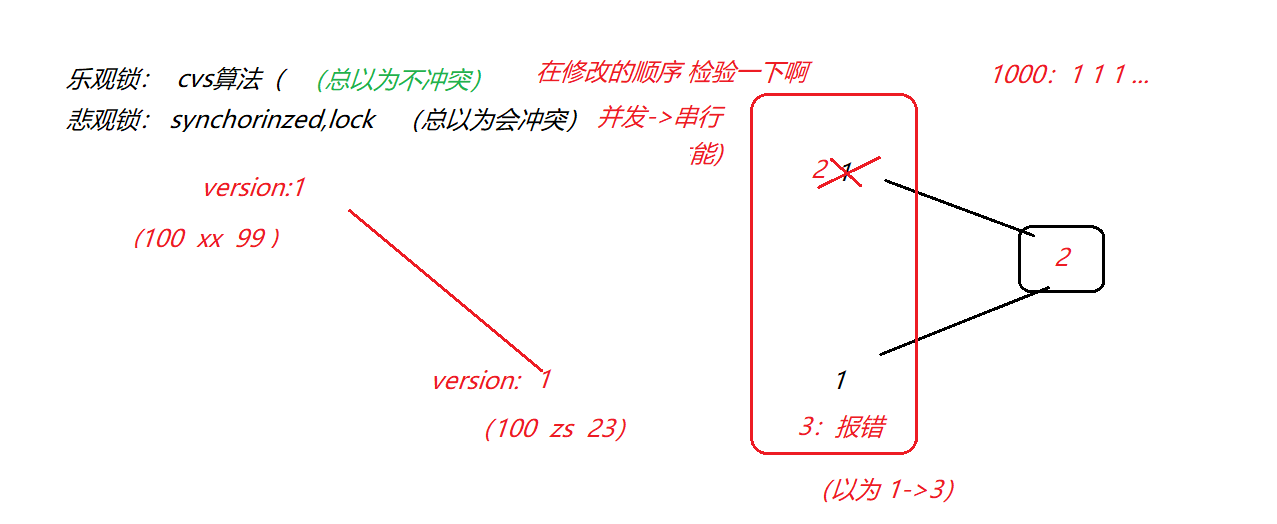 乐观锁： cvs算法（ （总以为不冲突） 在修改的顺序 检验一下啊 1000：1 1 1 ...
悲观锁： synchorinzed,lock （总以为会冲突） 并发->串行
能)
2 1
version:1
(100 xx 99 )
2
version: 1
1
(100 zs 23)
3：报错
(以为 1->3)